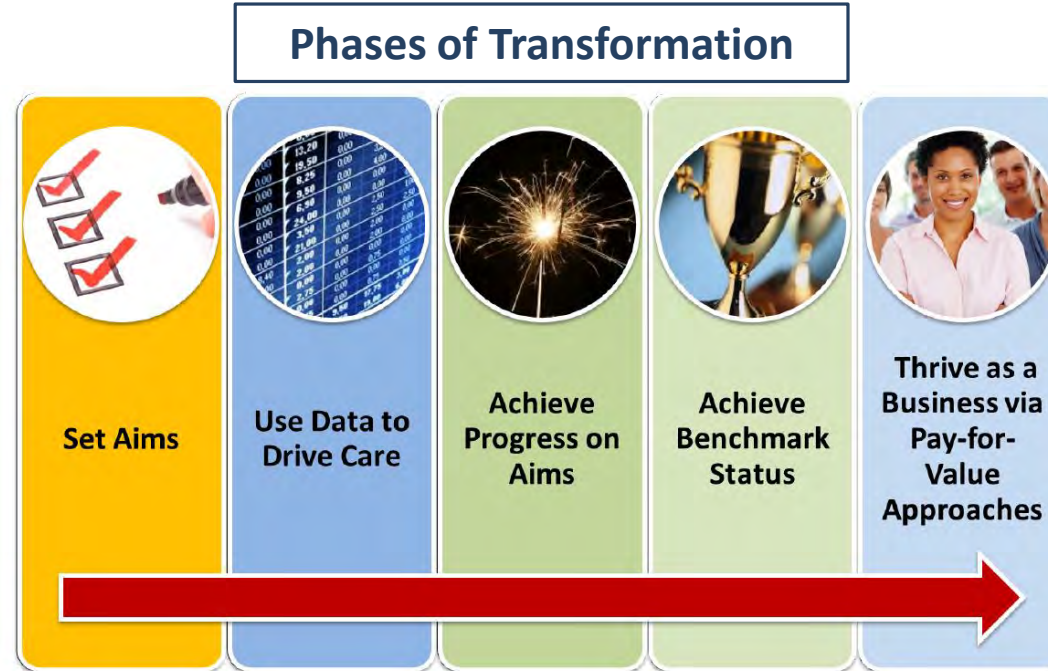 Phases of Transformation
Set Aims
Use Data to
Drive Care
Achieve
Progress on
Aims
Achieve
Benchmark
Status
Thrive as a
Business via
Pay-for-
Value
Approaches